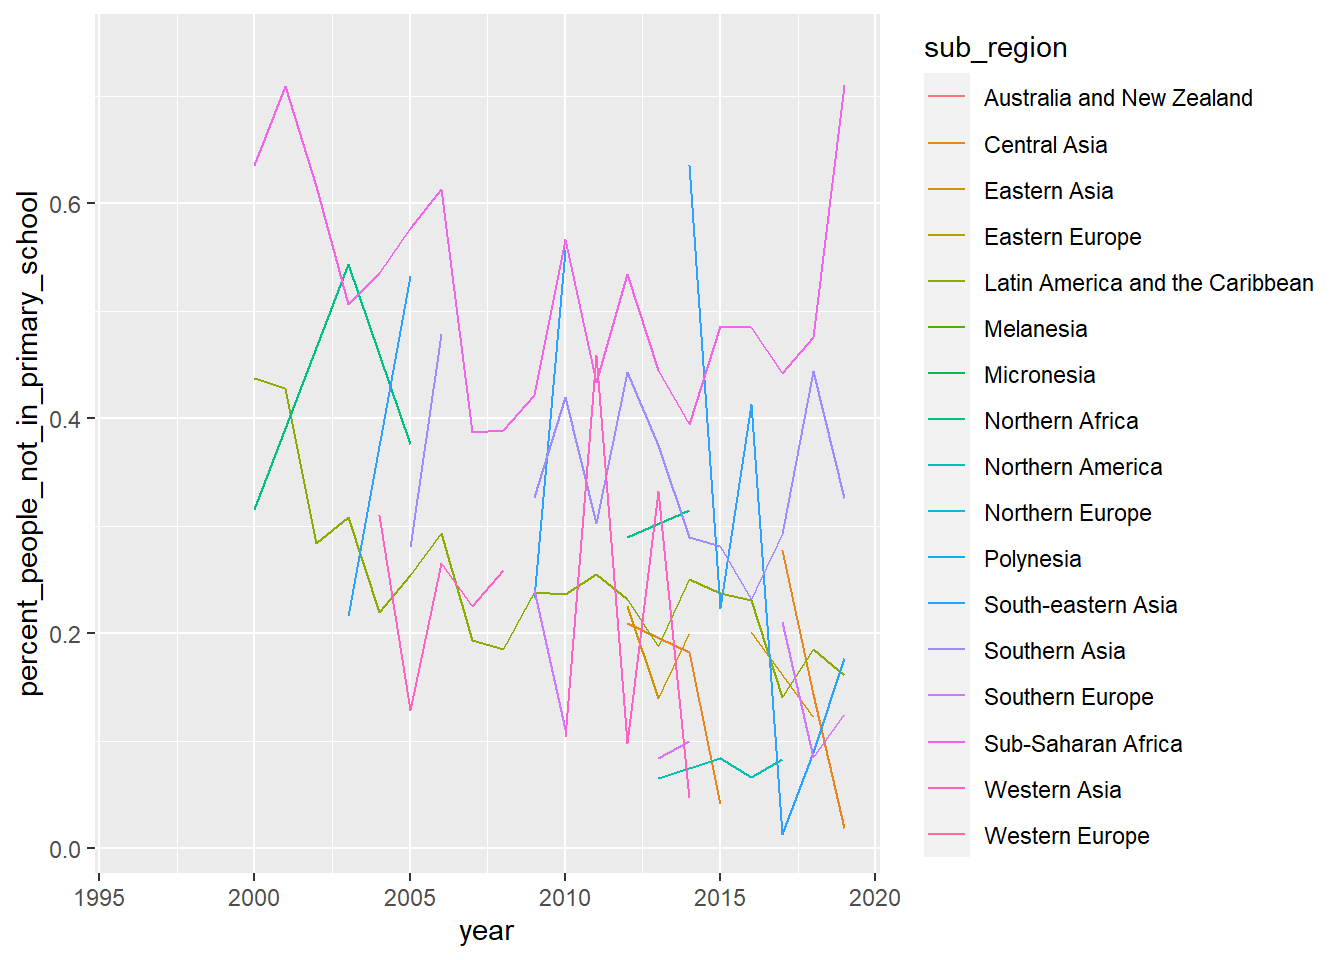 percent_people_not_in_primary_school
0.6
0.4
0.2
0.0
1995 2000 2005 2010 2015 2020
year
sub_region
Australia and New Zealand
Central Asia
Eastern Asia
Eastern Europe
Latin America and the Caribbean
Melanesia
Micronesia
Northern Africa
Northern America
Northern Europe
Polynesia
South-eastern Asia
Southern Asia
Southern Europe
Sub-Saharan Africa
Western Asia
Western Europe